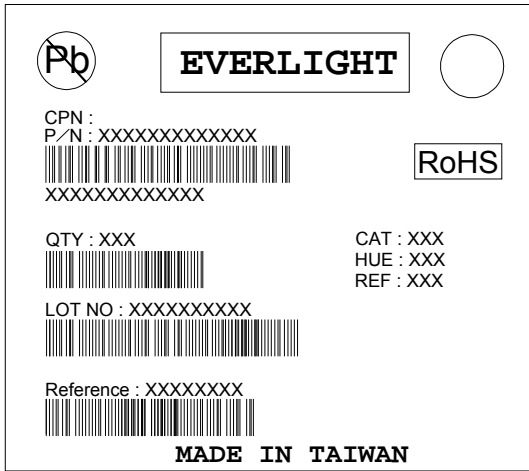 Pb
EVERLIGHT
CPN :
P/N : XXXXXXXXXXXXX
RoHS
XXXXXXXXXXXXX
QTY : XXX
CAT : XXX
HUE : XXX
REF : XXX
LOT NO : XXXXXXXXXX
Reference : XXXXXXXX
MADE IN TAIWAN